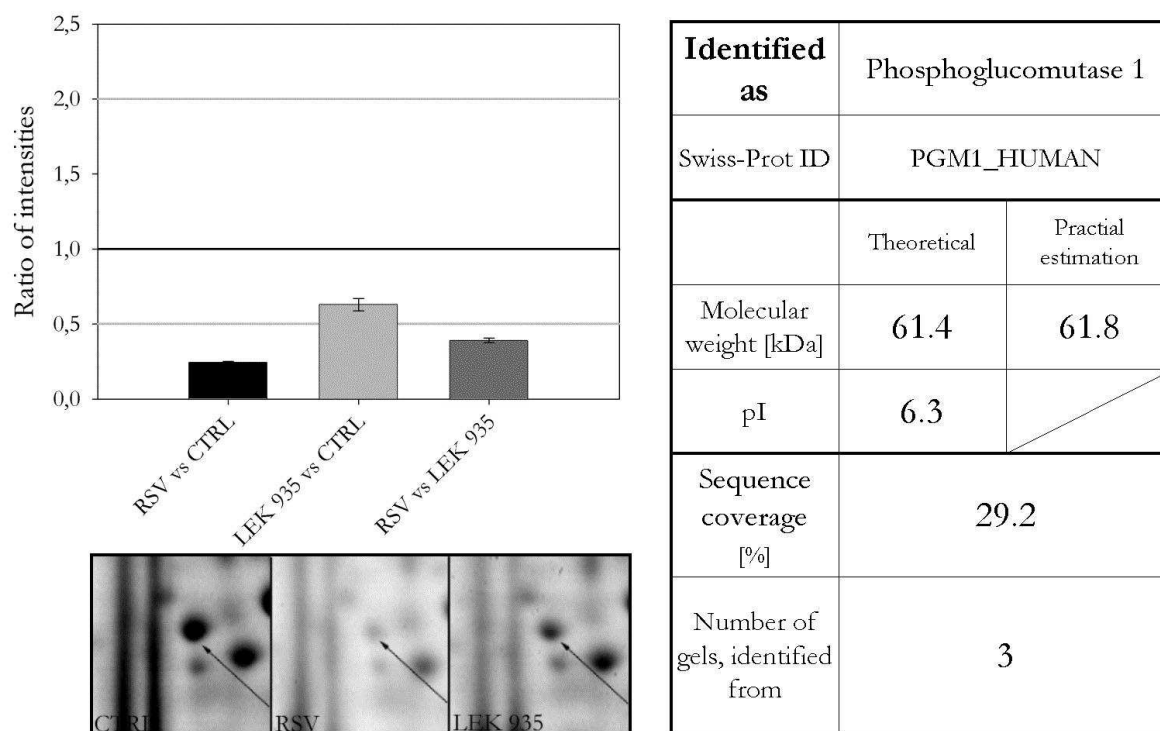 2,5
2,0
1,5
1,0
0,5
0,0
Ratio of intensities
RSV vs CTRL
LEK 935 vs CTRL
RSV vs LEK 935
CTRL
RSV
LEK 935
Identified
as
Phosphoglucomutase 1
Swiss-Prot ID
PGM1_HUMAN
Theoretical
Practial
estimation
Molecular
weight [kDa]
61.4
61.8
pI
6.3
Sequence
coverage
[%]
29.2
Number of
gels, identified
from
3